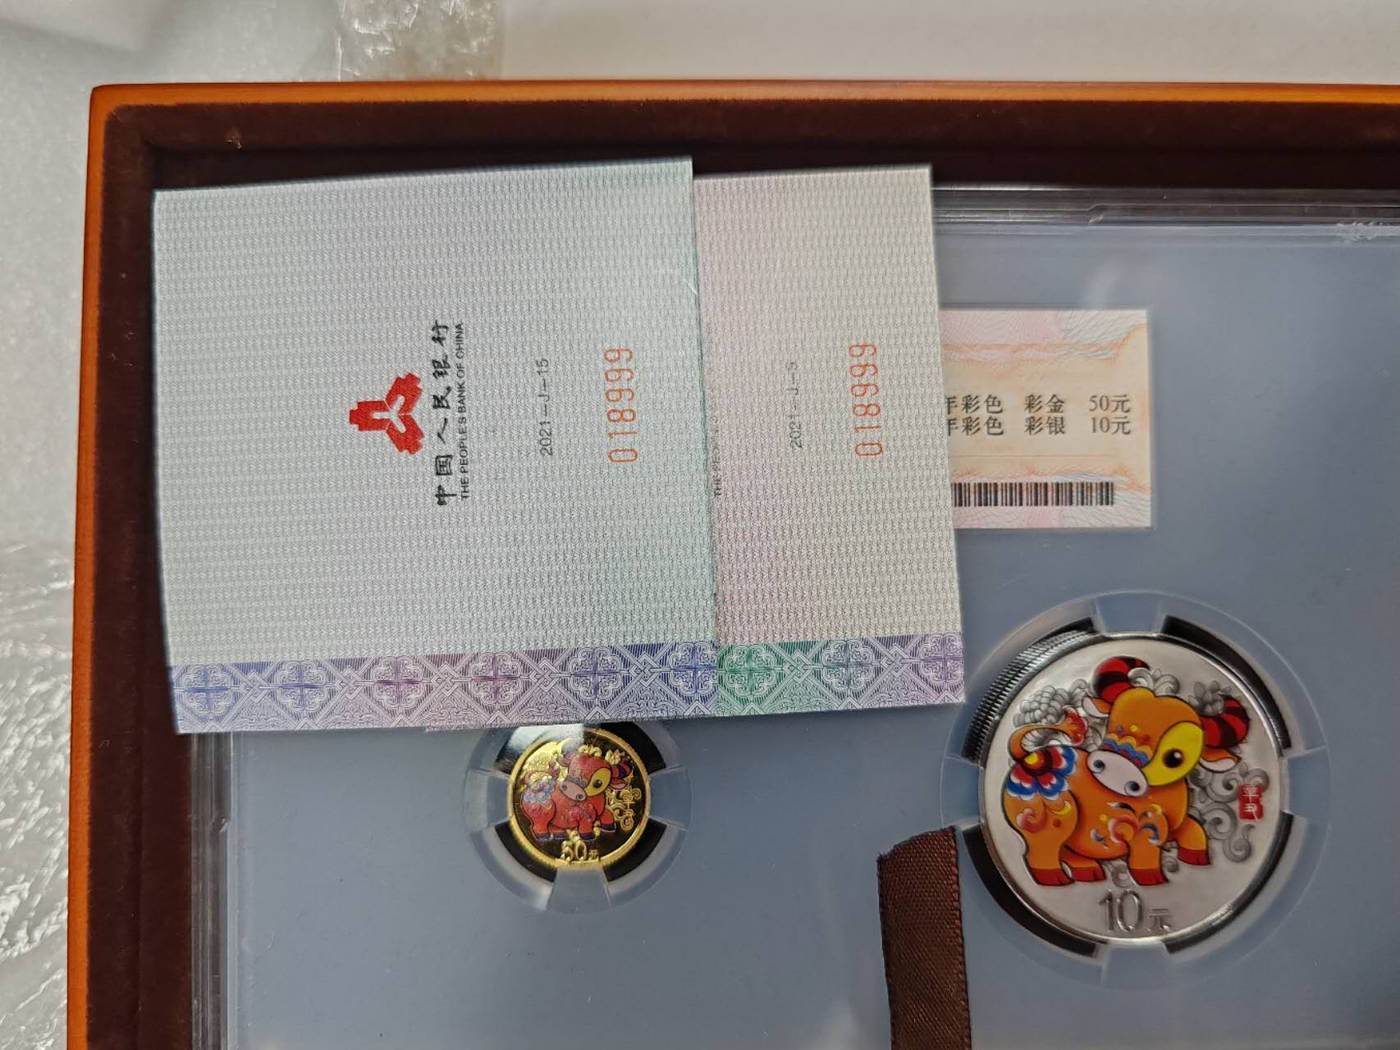 中国人民银行
THE PEOPLE'S BANK OF CHINA
2021-J-15
018999
2021-J-5
018999
年彩色 彩金 50元
年彩色 彩银 10元
50元
辛丑
10元